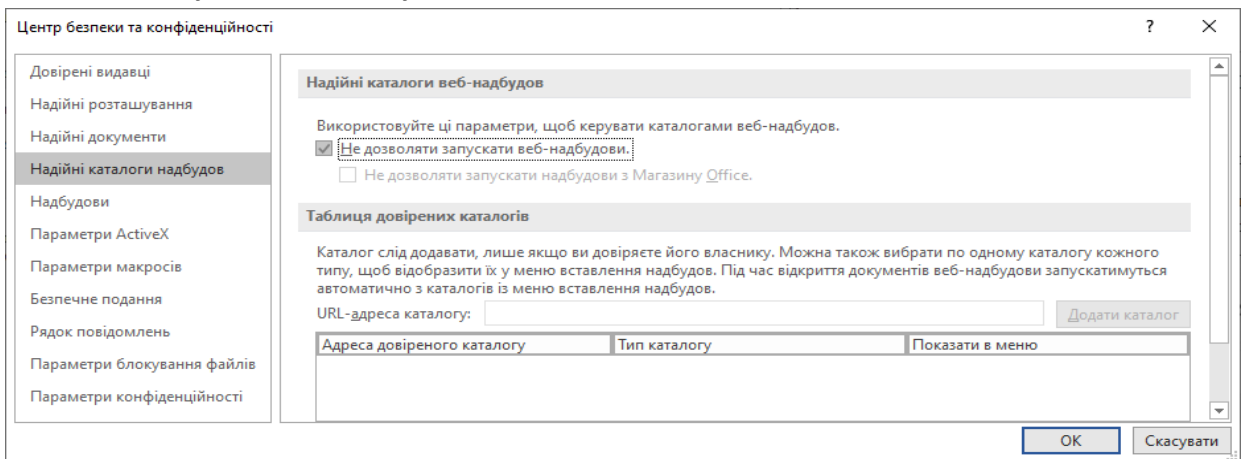 Центр безпеки та конфіденційності
?
Довірені видавці
Надійні розташування
Надійні документи
Надійні каталоги надбудов
Надбудови
Параметри ActiveX
Параметри макросів
Безпечне подання
Рядок повідомлень
Параметри блокування файлів
Параметри конфіденційності
Надійні каталоги веб-надбудов
Використовуйте ці параметри, щоб керувати каталогами веб-надбудов.
Не дозволяти запускати веб-надбудови.
Не дозволяти запускати надбудови з Магазину Office.
Таблиця довірених каталогів
Каталог слід додавати, лише якщо ви довіряєте його власнику. Можна також вибрати по одному каталогу кожного
типу, щоб відобразити їх у меню вставлення надбудов. Під час відкриття документів веб-надбудови запускатимуться
автоматично з каталогів із меню вставлення надбудов.
URL-адреса каталогу:
Додати каталог
Адреса довіреного каталогу Тип каталогу Показати в меню
ОК Скасувати